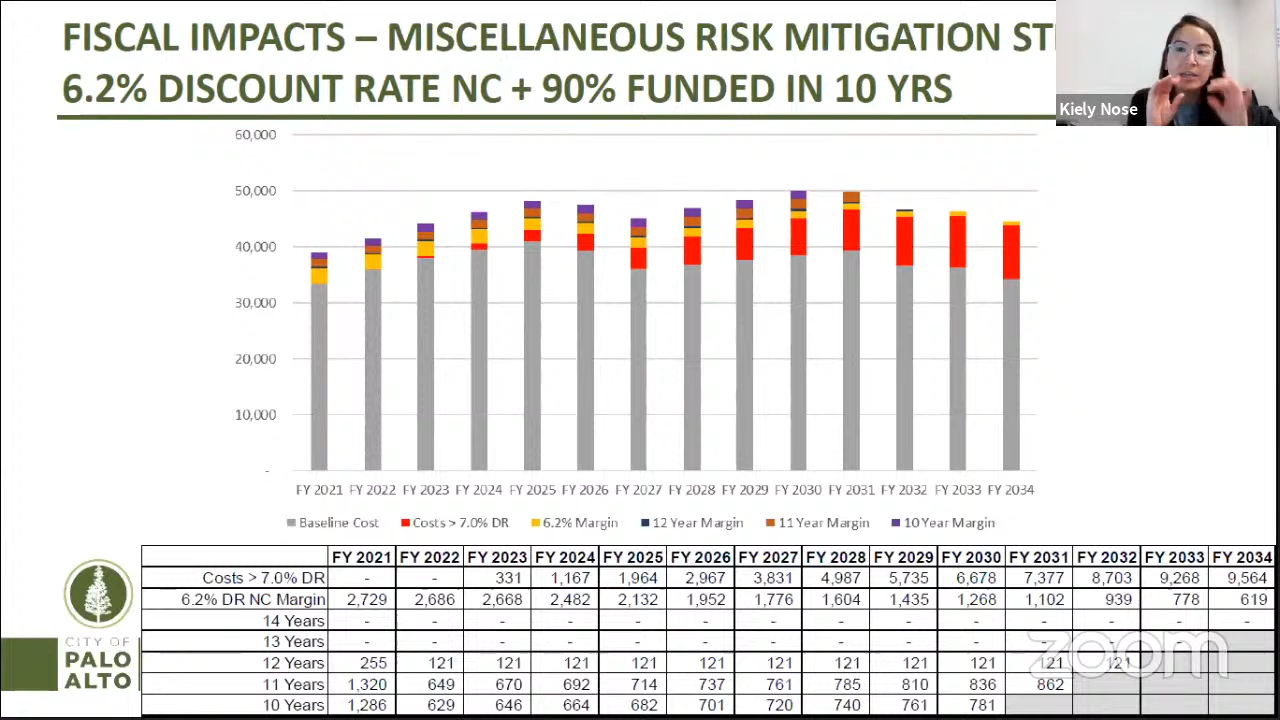 FISCAL IMPACTS – MISCELLANEOUS RISK MITIGATION
6.2% DISCOUNT RATE NC + 90% FUNDED IN 10 YRS
Kiely Nose
60,000
50,000
40,000
30,000
20,000
10,000
-
FY 2021 FY 2022 FY 2023 FY 2024 FY 2025 FY 2026 FY 2027 FY 2028 FY 2029 FY 2030 FY 2031 FY 2032 FY 2033 FY 2034
Baseline Cost Costs > 7.0% DR 6.2% Margin 12 Year Margin 11 Year Margin 10 Year Margin
FY 2021 FY 2022 FY 2023 FY 2024 FY 2025 FY 2026 FY 2027 FY 2028 FY 2029 FY 2030 FY 2031 FY 2032 FY 2033 FY 2034
Costs > 7.0% DR - - 331 1,167 1,964 2,967 3,831 4,987 5,735 6,678 7,377 8,703 9,268 9,564
6.2% DR NC Margin 2,729 2,686 2,668 2,482 2,132 1,952 1,776 1,604 1,435 1,268 1,102 939 778 619
14 Years - - - - - - - - - - - - - -
13 Years - - - - - - - - - - - - -
12 Years 255 121 121 121 121 121 121 121 121 121 121 121
11 Years 1,320 649 670 692 714 737 761 785 810 836 862
10 Years 1,286 629 646 664 682 701 720 740 761 781
CITY OF
PALO
ALTO
zoom